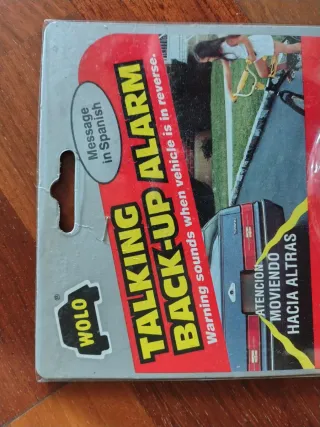 WOLO
®
Message
in Spanish
TALKING
BACK-UP ALARM
Warning sounds when vehicle is in reverse.
ATENCION
MOVIENDO
HACIA ALTRAS